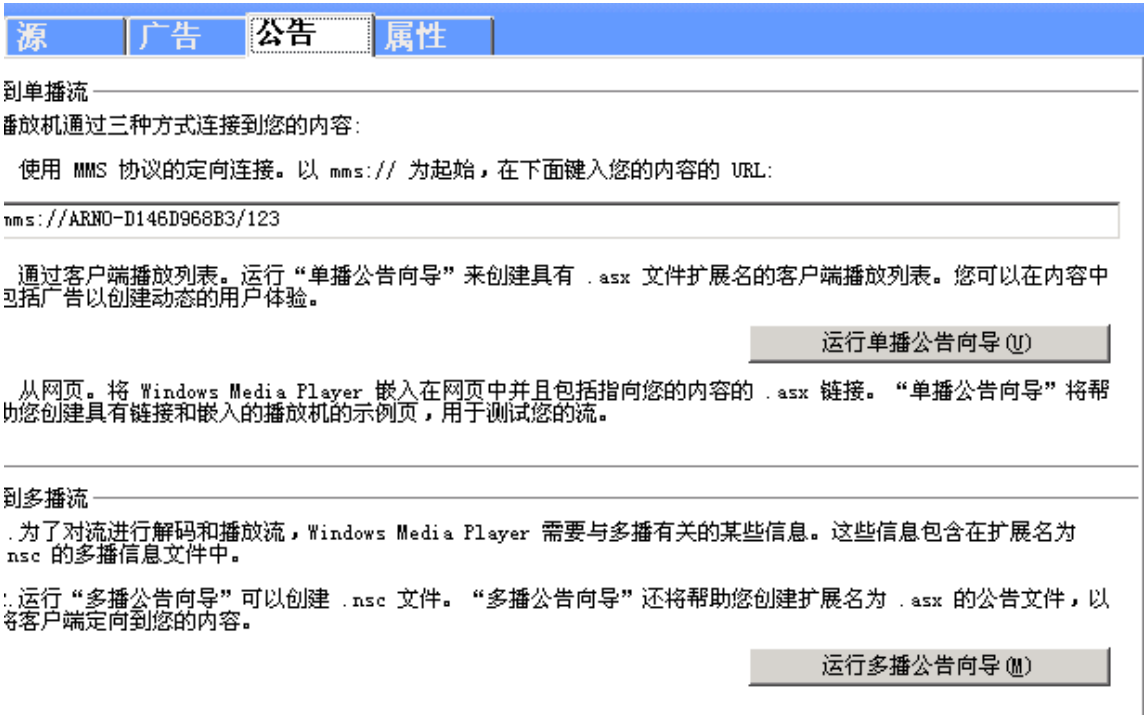 源 广告 公告 属性
到单播流
播放机通过三种方式连接到您的内容:
使用 MMS 协议的定向连接。以 mms:// 为起始，在下面键入您的内容的 URL:
mms://ARNO-D146D968B3/123
通过客户端播放列表。运行“单播公告向导”来创建具有 .asx 文件扩展名的客户端播放列表。您可以在内容中
包括广告以创建动态的用户体验。
运行单播公告向导(U)
从网页。将 Windows Media Player 嵌入在网页中并且包括指向您的内容的 .asx 链接。“单播公告向导”将帮
助您创建具有链接和嵌入的播放机的示例页，用于测试您的流。
到多播流
.为了对流进行解码和播放流，Windows Media Player 需要与多播有关的某些信息。这些信息包含在扩展名为
nsc 的多播信息文件中。
.运行“多播公告向导”可以创建 .nsc 文件。“多播公告向导”还将帮助您创建扩展名为 .asx 的公告文件，以
将客户端定向到您的内容。
运行多播公告向导(M)